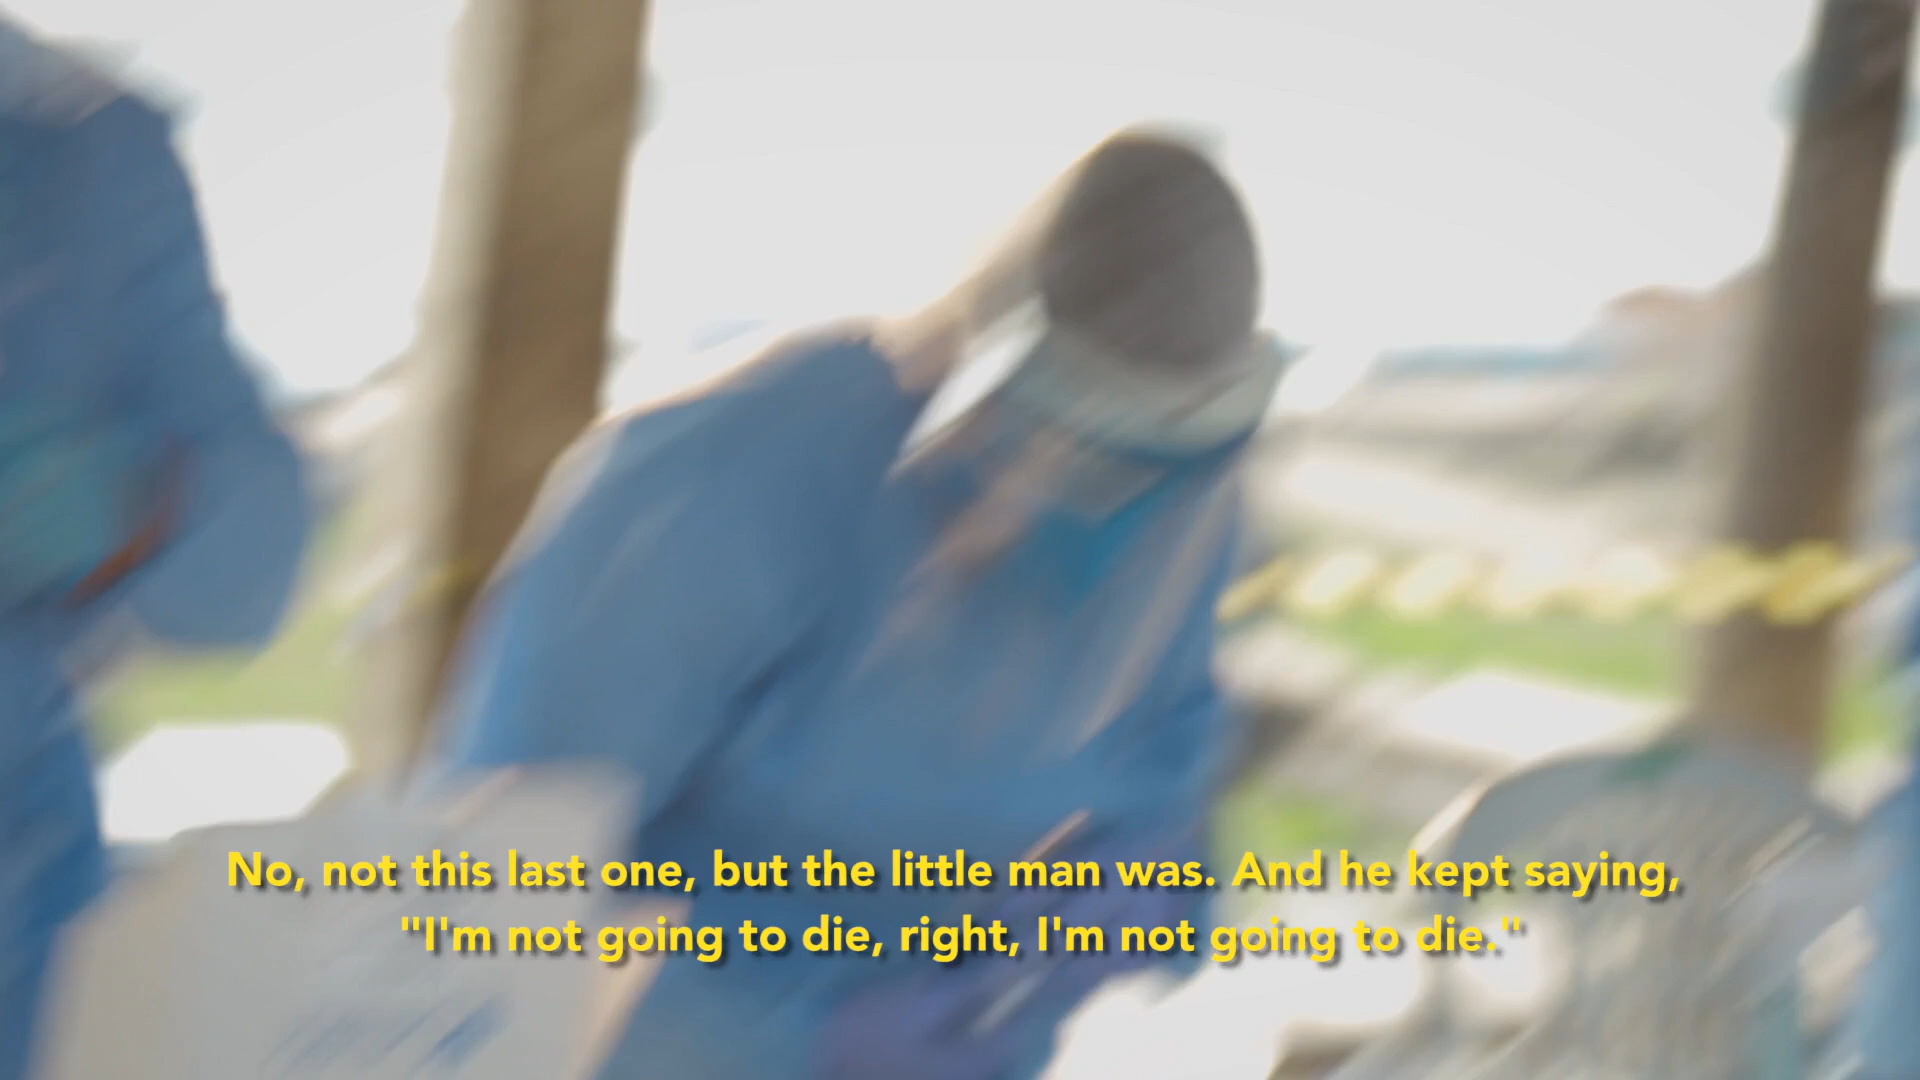 No, not this last one, but the little man was. And he kept saying,
"I'm not going to die, right, I'm not going to die."